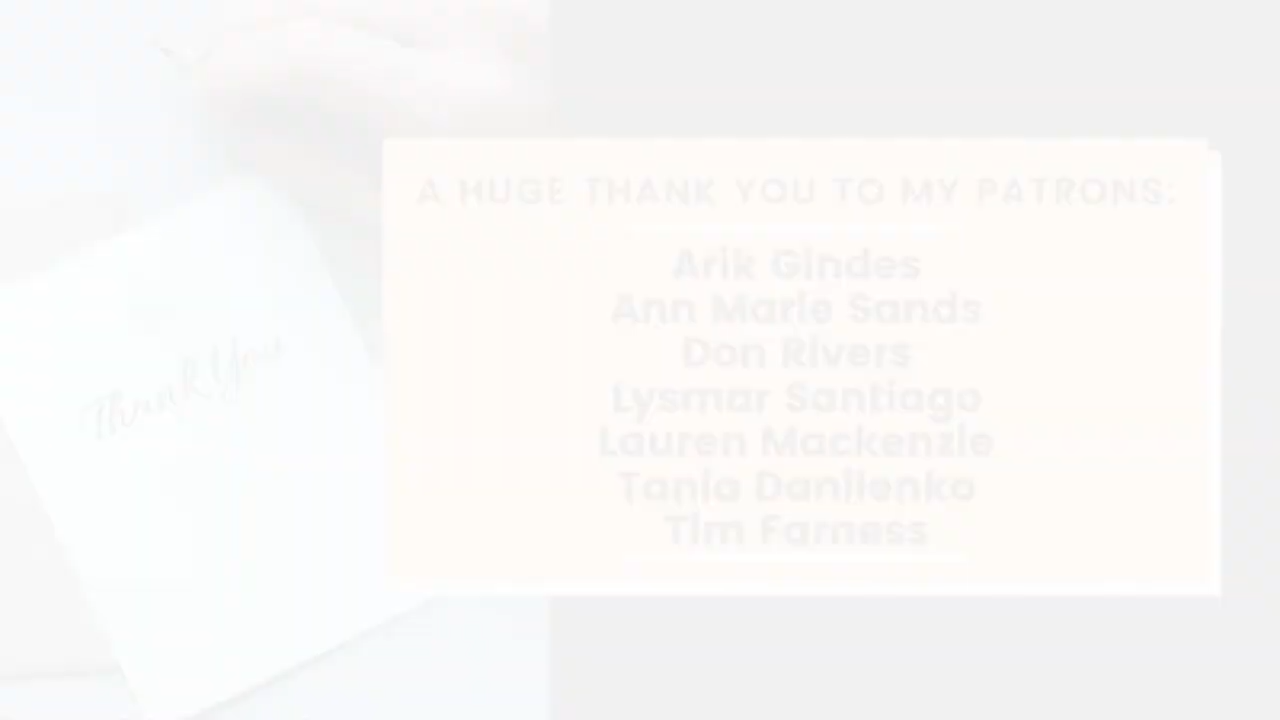 A HUGE THANK YOU TO MY PATRONS:
Arik Gindes
Ann Marie Sands
Don Rivers
Lysmar Santiago
Lauren Mackenzie
Tania Danilenko
Tim Farness
Thank You